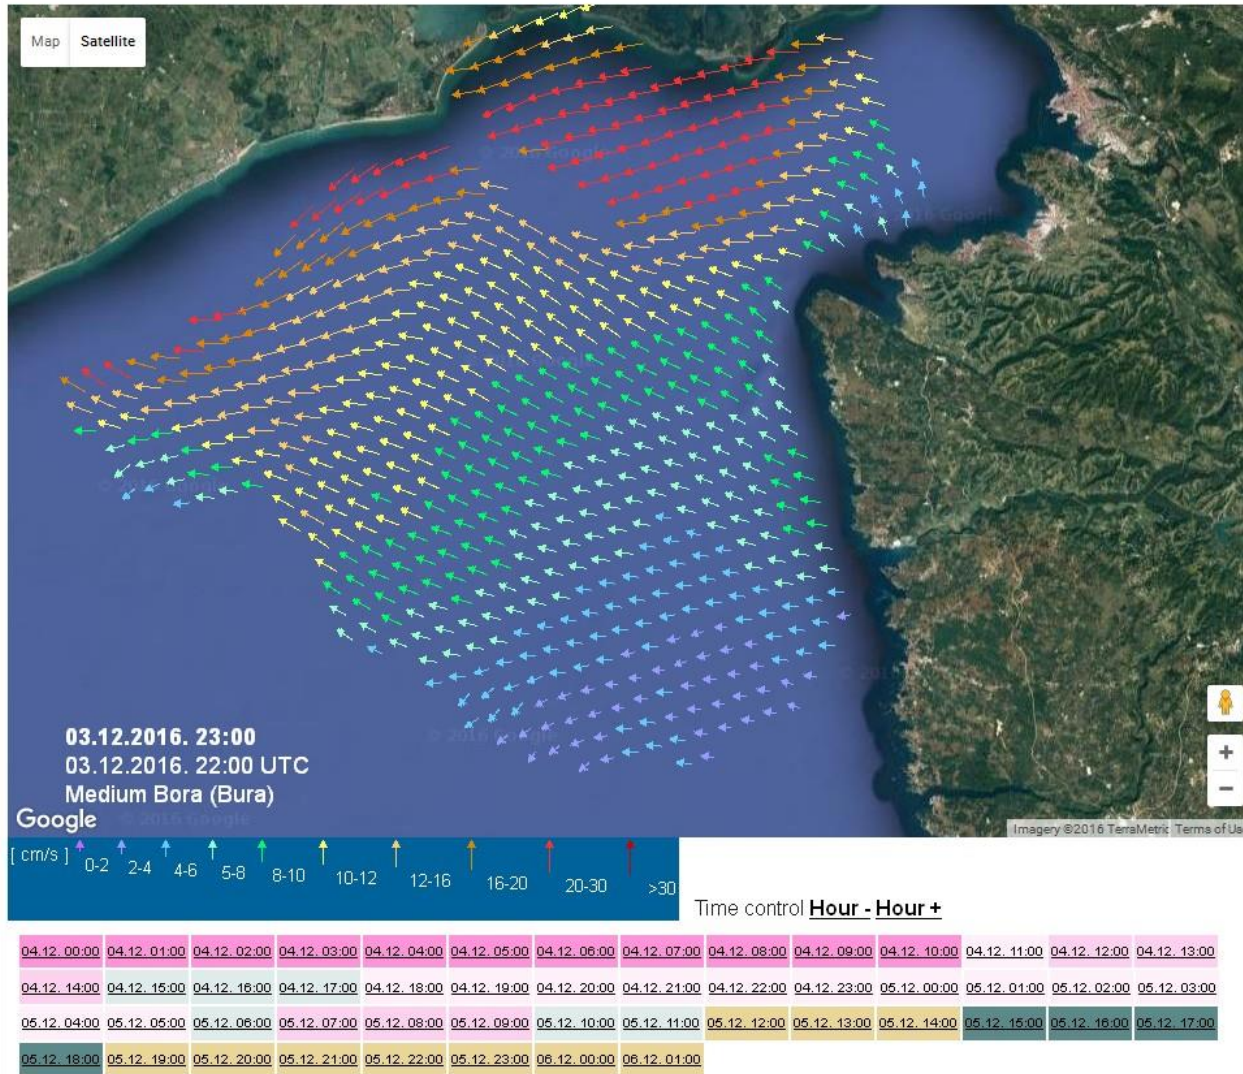 Map Satellite
© 2016 Google
2016 Google
© 2016 Google
03.12.2016. 23:00
03.12.2016. 22:00 UTC
Medium Bora (Bura)
Google
© 2016 Google
Imagery ©2016 TerraMetric Terms of Us
[ cm/s ] 0-2 2-4 4-6 5-8 8-10 10-12 12-16 16-20 20-30 >30
Time control Hour - Hour +
04.12. 00:00 04.12. 01:00 04.12. 02:00 04.12. 03:00 04.12. 04:00 04.12. 05:00 04.12. 06:00 04.12. 07:00 04.12. 08:00 04.12. 09:00 04.12. 10:00 04.12. 11:00 04.12. 12:00 04.12. 13:00
04.12. 14:00 04.12. 15:00 04.12. 16:00 04.12. 17:00 04.12. 18:00 04.12. 19:00 04.12. 20:00 04.12. 21:00 04.12. 22:00 04.12. 23:00 05.12. 00:00 05.12. 01:00 05.12. 02:00 05.12. 03:00
05.12. 04:00 05.12. 05:00 05.12. 06:00 05.12. 07:00 05.12. 08:00 05.12. 09:00 05.12. 10:00 05.12. 11:00 05.12. 12:00 05.12. 13:00 05.12. 14:00 05.12. 15:00 05.12. 16:00 05.12. 17:00
05.12. 18:00 05.12. 19:00 05.12. 20:00 05.12. 21:00 05.12. 22:00 05.12. 23:00 06.12. 00:00 06.12. 01:00